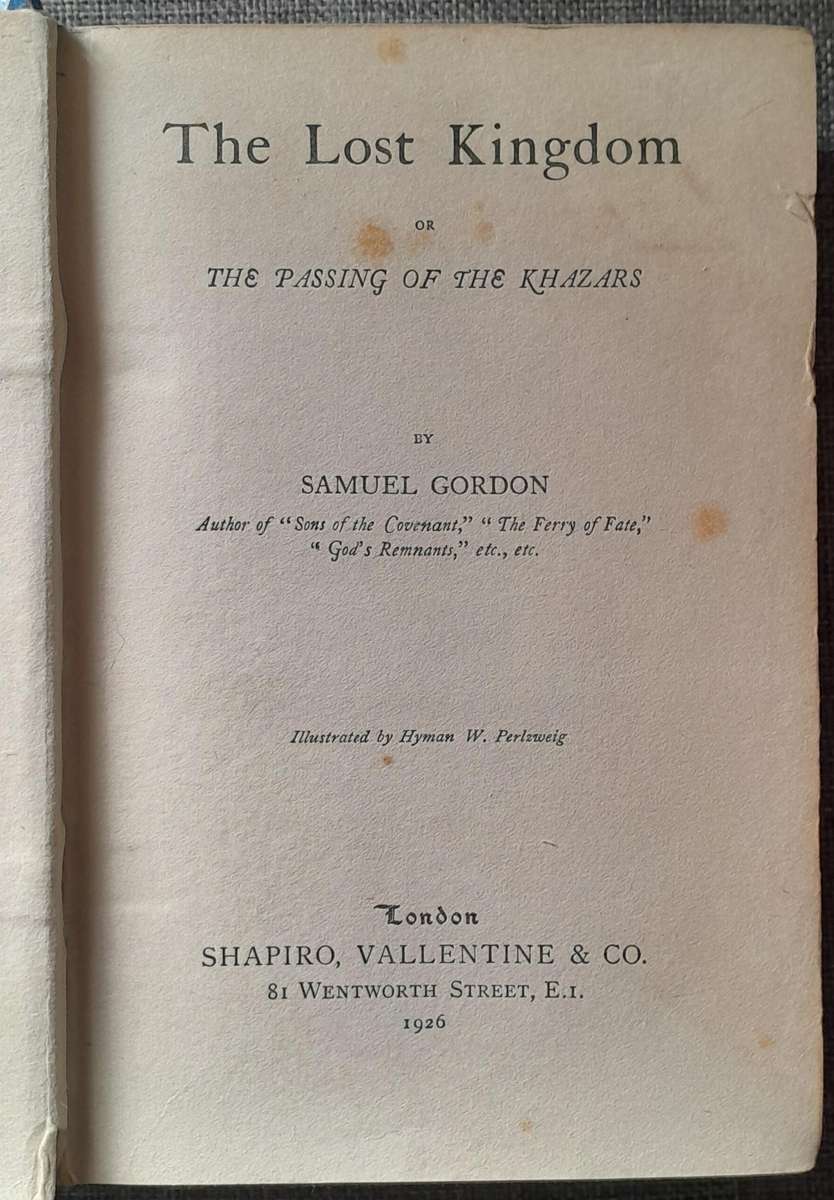 The Lost Kingdom
OR
THE PASSING OF THE KHAZARS
BY
SAMUEL GORDON
Author of “Sons of the Covenant,” “The Ferry of Fate,”
“God's Remnants,” etc., etc.
Illustrated by Hyman W. Perlzweig
London
SHAPIRO, VALLENTINE & CO.
81 WENTWORTH STREET, E.1.
1926